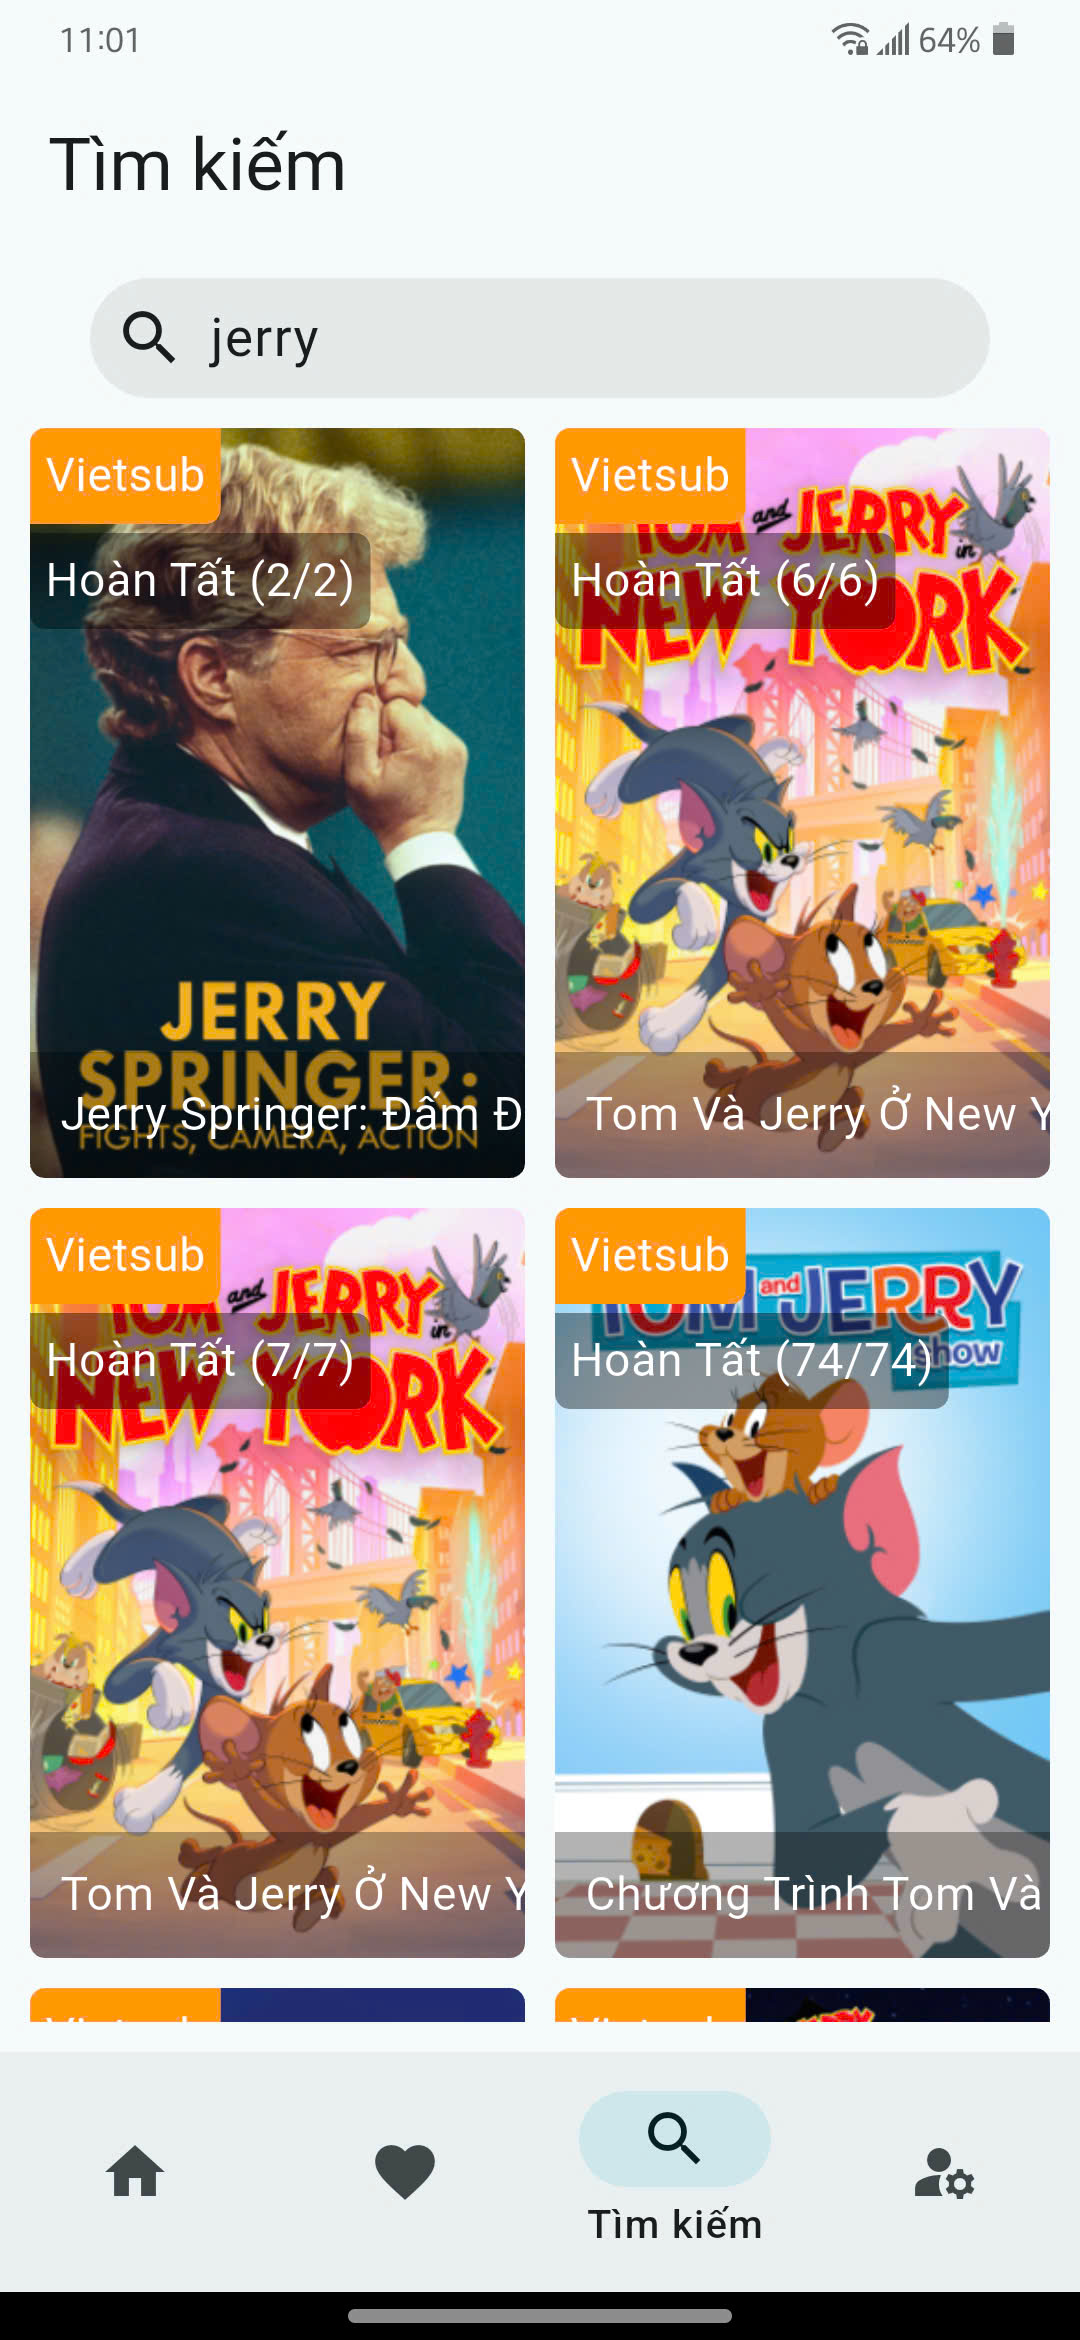 11:01
64%
Tìm kiếm
jerry
Vietsub
Hoàn Tất (2/2)
JERRY
SPRINGER:
FIGHTS, CAMERA, ACTION
Jerry Springer: Đấm Đ
Vietsub
TOM and JERRY in
NEW YORK
Hoàn Tất (6/6)
Tom Và Jerry Ở New Y
Vietsub
TOM and JERRY in
NEW YORK
Hoàn Tất (7/7)
Tom Và Jerry Ở New Y
Vietsub
TOM and JERRY
show
Hoàn Tất (74/74)
Chương Trình Tom Và
Tìm kiếm